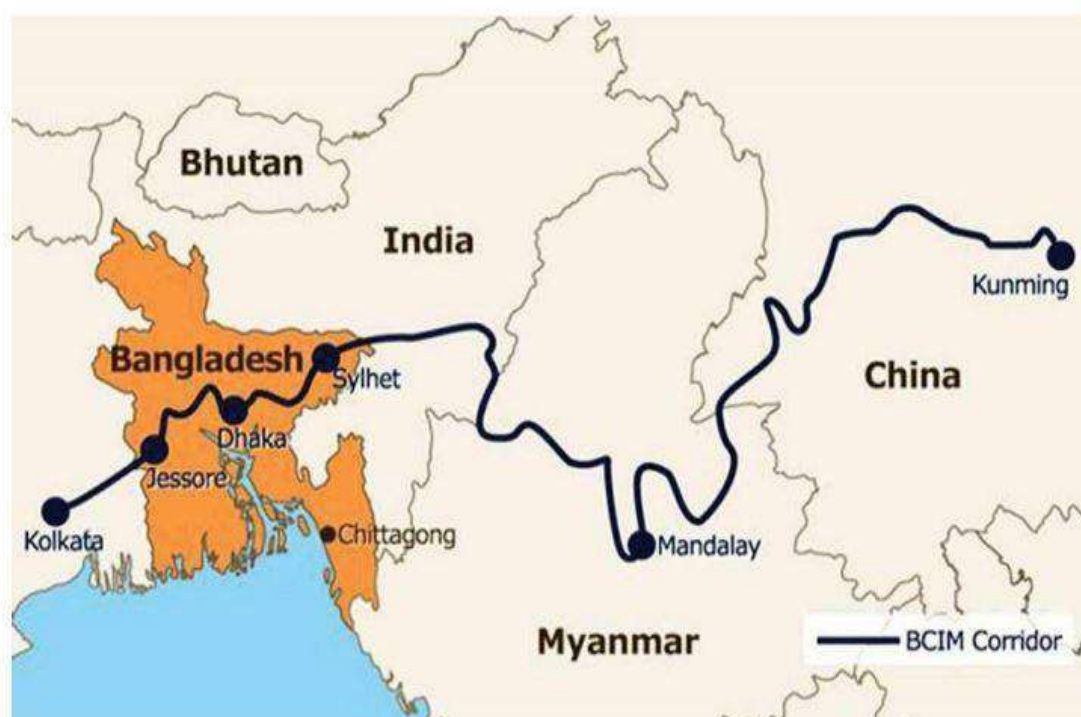 Bhutan
India
Kunming
Bangladesh
Sylhet
China
Dhaka
Jessore
Kolkata
Chittagong
Mandalay
Myanmar
BCIM Corridor